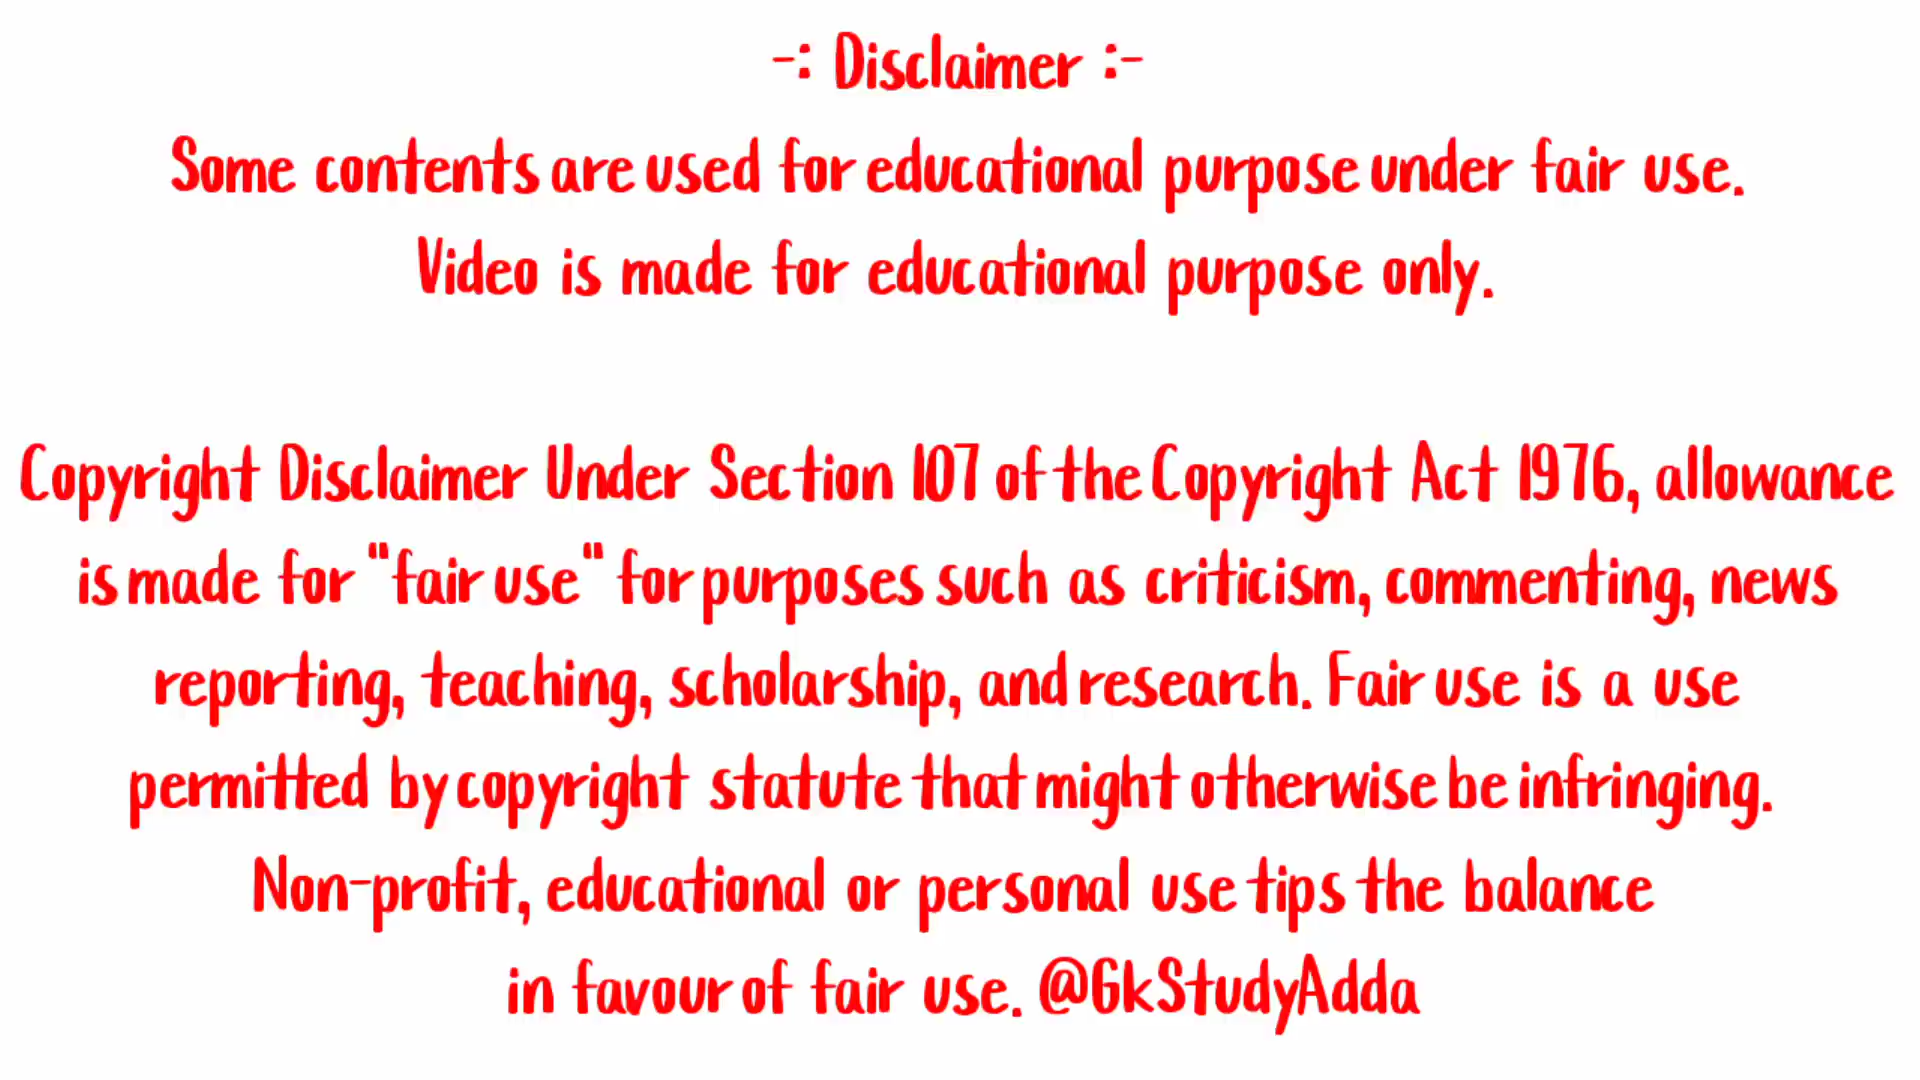 -: Disclaimer :-
Some contents are used for educational purpose under fair use.
Video is made for educational purpose only.
Copyright Disclaimer Under Section 107 of the Copyright Act 1976, allowance
is made for "fair use" for purposes such as criticism, commenting, news
reporting, teaching, scholarship, and research. Fair use is a use
permitted by copyright statute that might otherwise be infringing.
Non-profit, educational or personal use tips the balance
in favour of fair use. @GkStudyAdda